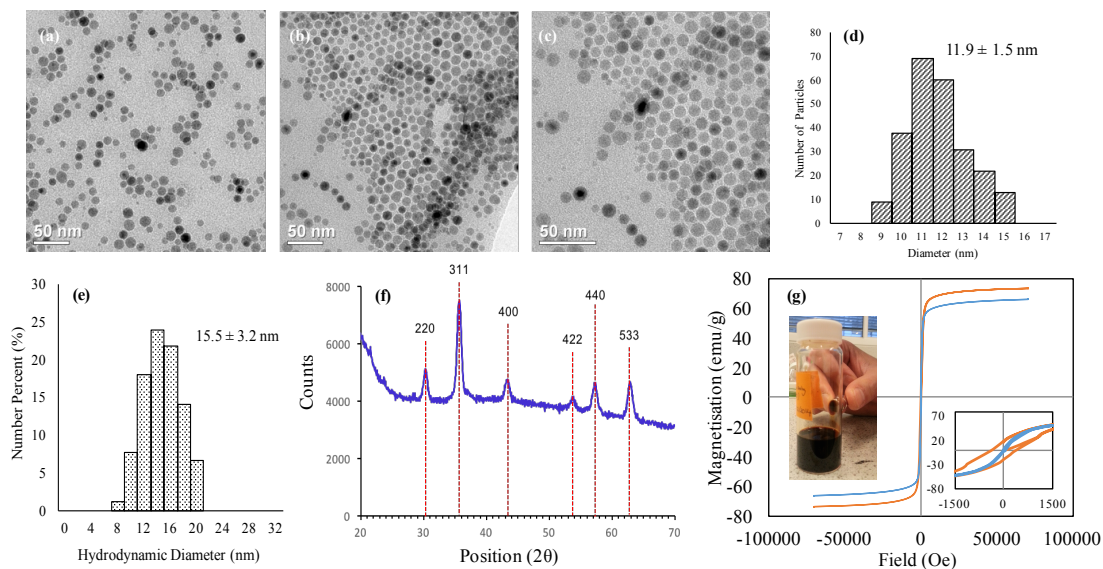 (a)
50 nm
(b)
50 nm
(c)
50 nm
(d)
11.9 ± 1.5 nm
Number of Particles
80
70
60
50
40
30
20
10
0
7 8 9 10 11 12 13 14 15 16 17
Diameter (nm)
(e)
15.5 ± 3.2 nm
Number Percent (%)
30
25
20
15
10
5
0
0 4 8 12 16 20 24 28 32
Hydrodynamic Diameter (nm)
(f)
311
220
400
422
440
533
Counts
8000
6000
4000
2000
0
20 30 40 50 60 70
Position (2θ)
(g)
Magnetisation (emu/g)
80
60
40
20
0
-20
-40
-60
-80
-100000 -50000 0 50000 100000
Field (Oe)
70
20
-30
-80
-1500 0 1500